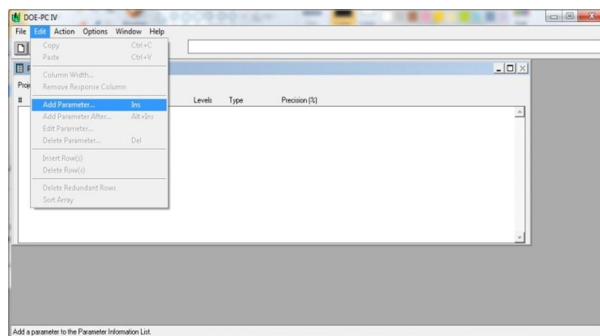 DOE-PC IV
File Edit Action Options Window Help
Copy Ctrl+C
Paste Ctrl+V
Column Width...
Remove Response Column
Add Parameter... Ins
Add Parameter After... Alt+Ins
Edit Parameter...
Delete Parameter... Del
Insert Row(s)
Delete Row(s)
Delete Redundant Rows
Sort Array
Proje
# Levels Type Precision (%)
Add a parameter to the Parameter Information List.